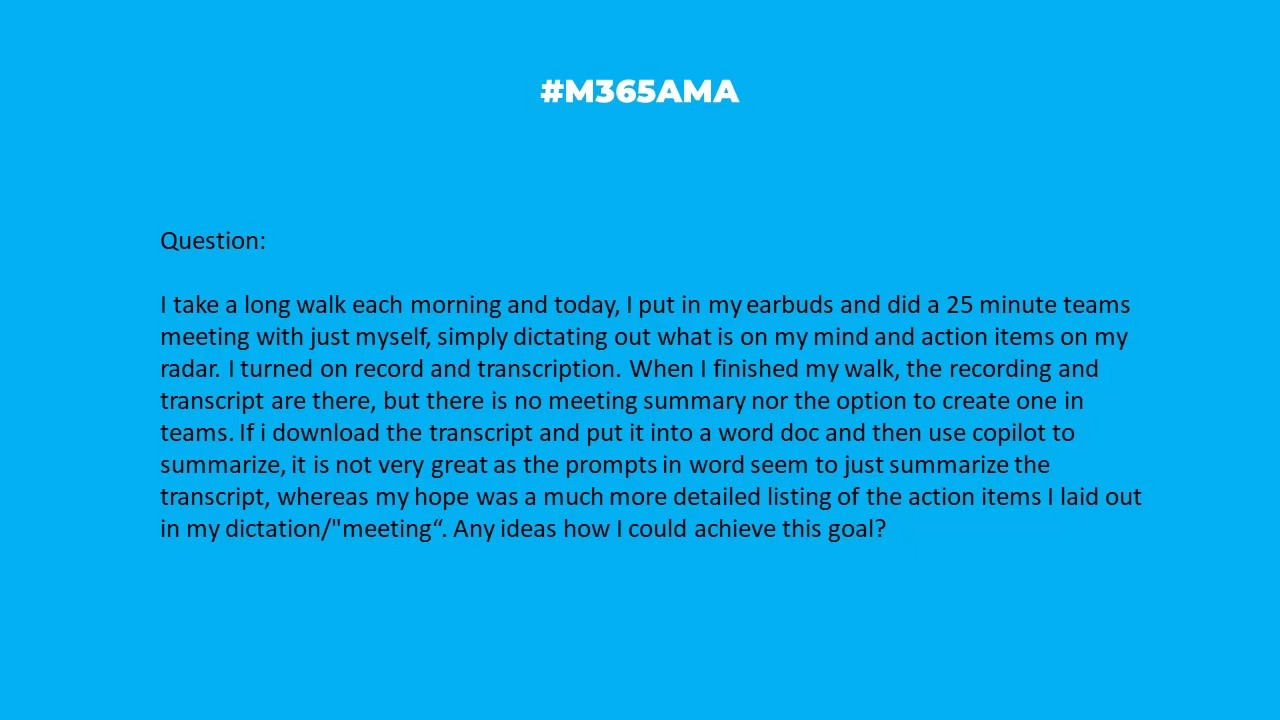 #M365AMA
Question:
I take a long walk each morning and today, I put in my earbuds and did a 25 minute teams
meeting with just myself, simply dictating out what is on my mind and action items on my
radar. I turned on record and transcription. When I finished my walk, the recording and
transcript are there, but there is no meeting summary nor the option to create one in
teams. If i download the transcript and put it into a word doc and then use copilot to
summarize, it is not very great as the prompts in word seem to just summarize the
transcript, whereas my hope was a much more detailed listing of the action items I laid out
in my dictation/"meeting“. Any ideas how I could achieve this goal?